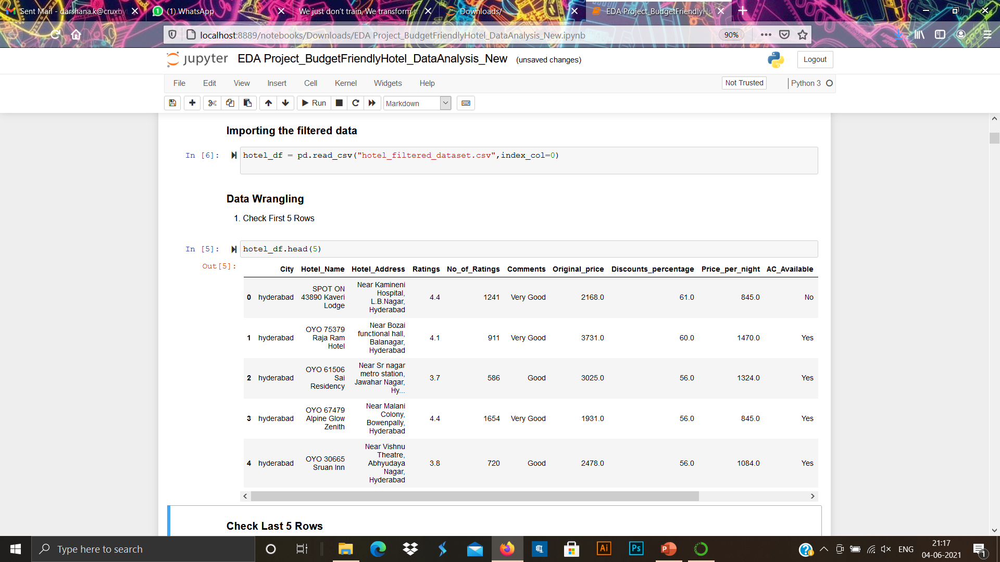 Sent Mail - darshana.k@cruxby
(1) WhatsApp
We just don't train, We transform
Downloads/
EDA Project_BudgetFriendlyHo
localhost:8889/notebooks/Downloads/EDA Project_BudgetFriendlyHotel_DataAnalysis_New.ipynb
90%
jupyter EDA Project_BudgetFriendlyHotel_DataAnalysis_New (unsaved changes)
Logout
File Edit View Insert Cell Kernel Widgets Help
Not Trusted Python 3
Run Markdown
Importing the filtered data
In [6]: hotel_df = pd.read_csv("hotel_filtered_dataset.csv",index_col=0)
Data Wrangling
1. Check First 5 Rows
In [5]: hotel_df.head(5)
Out[5]:
City Hotel_Name Hotel_Address Ratings No_of_Ratings Comments Original_price Discounts_percentage Price_per_night AC_Available
0 hyderabad SPOT ON 43890 Kaveri Lodge Near Kamineni Hospital, L.B.Nagar, Hyderabad 4.4 1241 Very Good 2168.0 61.0 845.0 No
1 hyderabad OYO 75379 Raja Ram Hotel Near Bozai functional hall, Balanagar, Hyderabad 4.1 911 Very Good 3731.0 60.0 1470.0 Yes
2 hyderabad OYO 61506 Sai Residency Near Sr nagar metro station, Jawahar Nagar, Hy... 3.7 586 Good 3025.0 56.0 1324.0 Yes
3 hyderabad OYO 67479 Alpine Glow Zenith Near Malani Colony, Bowenpally, Hyderabad 4.4 1654 Very Good 1931.0 56.0 845.0 Yes
4 hyderabad OYO 30665 Sruan Inn Near Vishnu Theatre, Abhyudaya Nagar, Hyderabad 3.8 720 Good 2478.0 56.0 1084.0 Yes
Check Last 5 Rows
Type here to search
Ai
Ps
P
ENG
21:17
04-06-2021
1